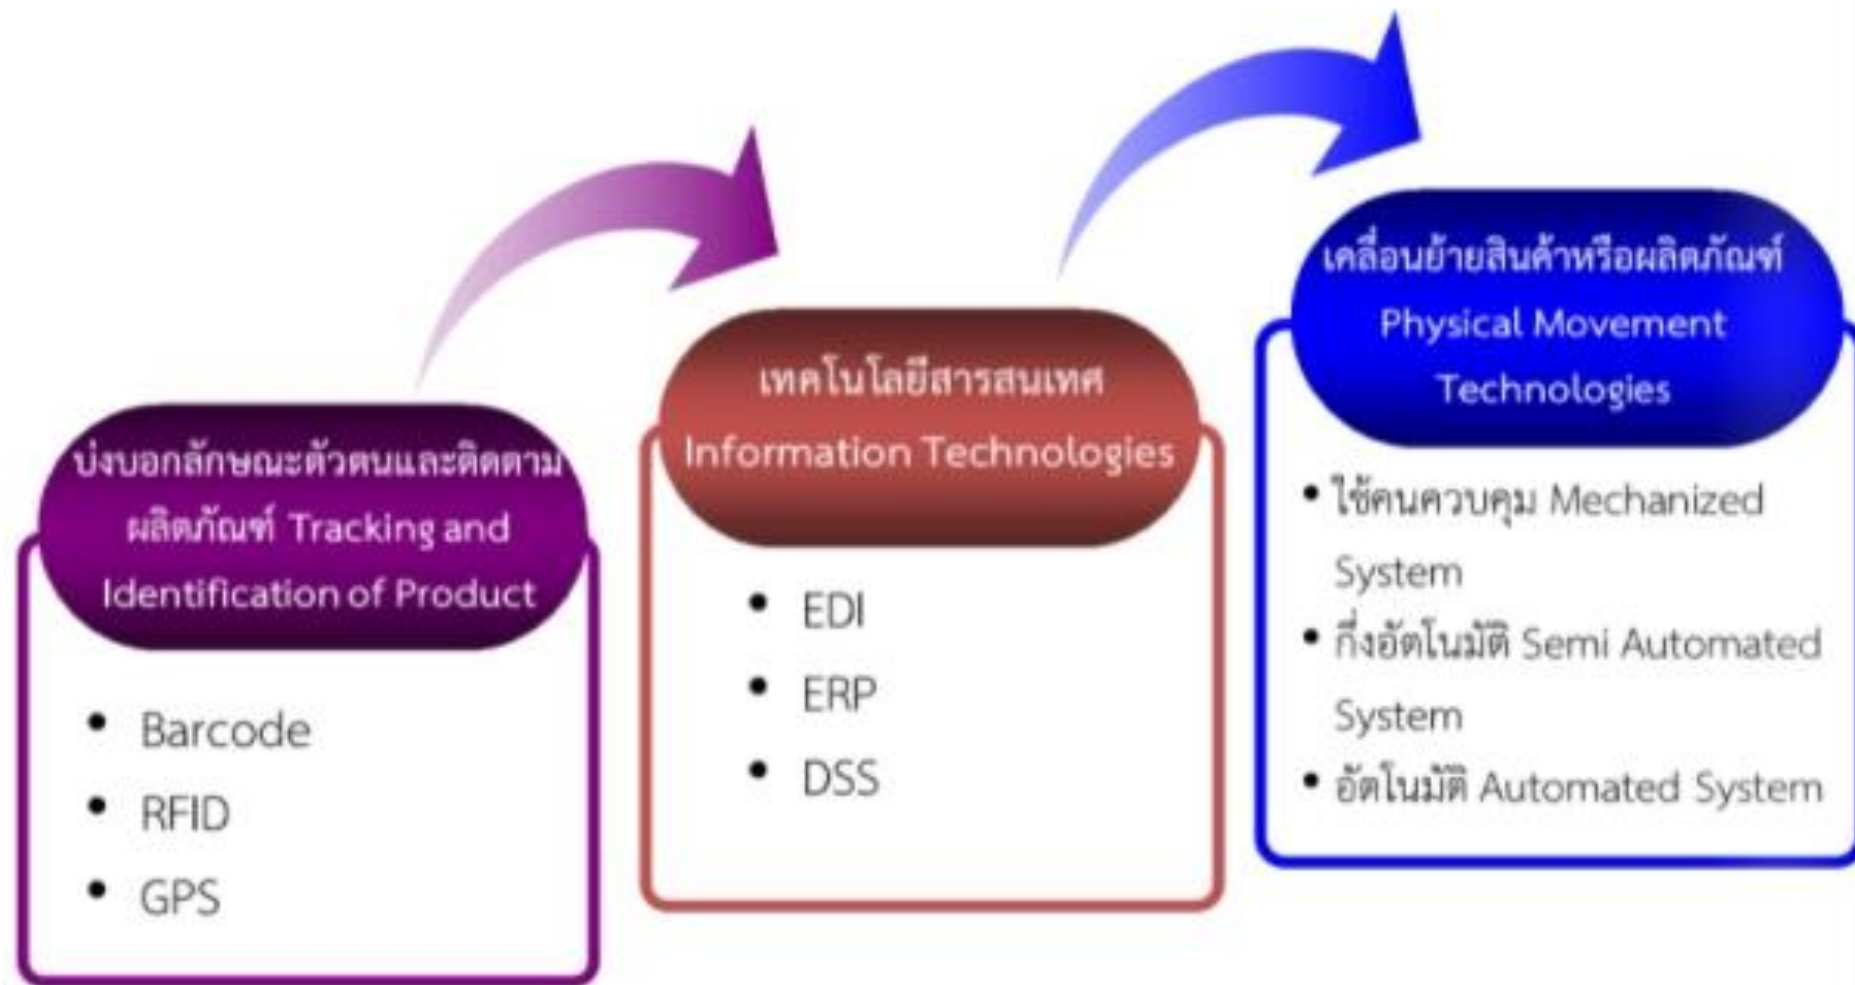 บ่งบอกลักษณะตัวตนและติดตาม
ผลิตภัณฑ์ Tracking and
Identification of Product
• Barcode
• RFID
• GPS
เทคโนโลยีสารสนเทศ
Information Technologies
• EDI
• ERP
• DSS
เคลื่อนย้ายสินค้าหรือผลิตภัณฑ์
Physical Movement
Technologies
• ใช้คนควบคุม Mechanized
System
• กึ่งอัตโนมัติ Semi Automated
System
• อัตโนมัติ Automated System